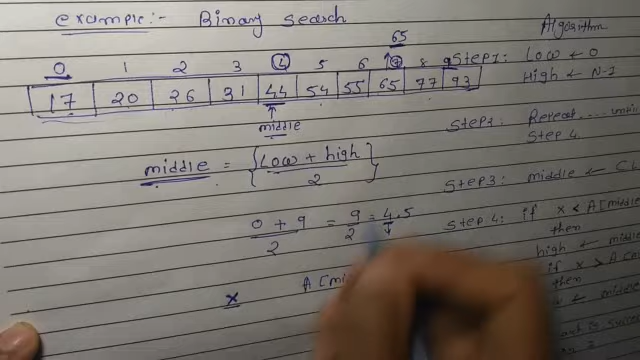 example:- Binary Search
65
Algorithm
0 1 2 3 4 5 6 7 8 9
17 20 26 31 44 54 55 65 77 93
middle
middle = {Low + high / 2}
0 + 9 / 2 = 9 / 2 = 4.5
x A[mi
Step1: Low ← 0
High ← N-1
Step2: Repeat ..... until
Step 4
Step3: middle ← (L
Step 4: if x < A[middle
then
high ← middle
if x > A
then
← middle